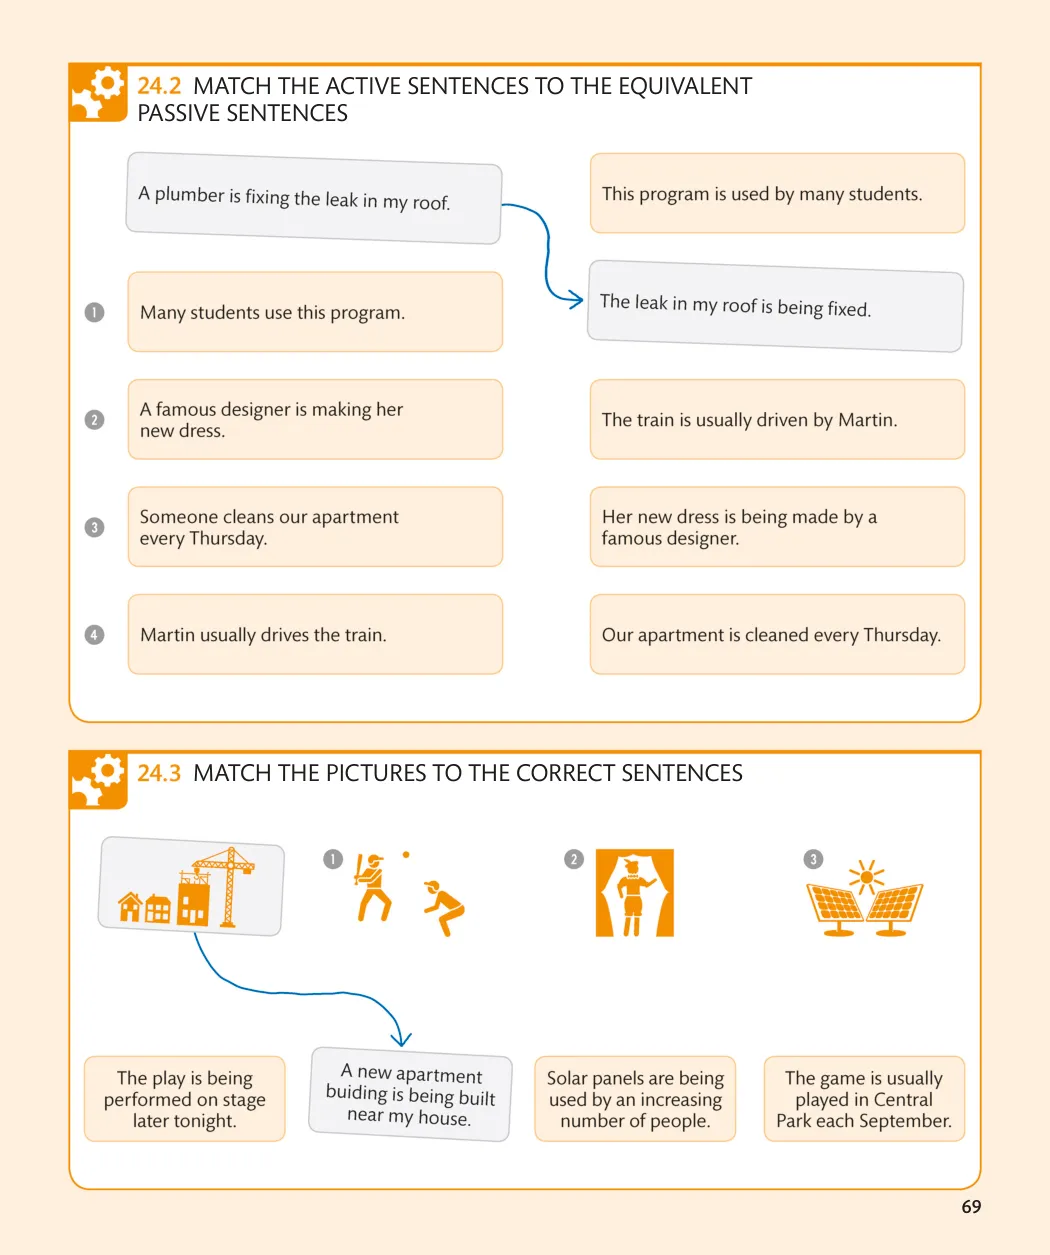 24.2 MATCH THE ACTIVE SENTENCES TO THE EQUIVALENT
PASSIVE SENTENCES
A plumber is fixing the leak in my roof.
This program is used by many students.
1 Many students use this program.
The leak in my roof is being fixed.
2 A famous designer is making her
new dress.
The train is usually driven by Martin.
3 Someone cleans our apartment
every Thursday.
Her new dress is being made by a
famous designer.
4 Martin usually drives the train.
Our apartment is cleaned every Thursday.
24.3 MATCH THE PICTURES TO THE CORRECT SENTENCES
1
2
3
The play is being
performed on stage
later tonight.
A new apartment
buiding is being built
near my house.
Solar panels are being
used by an increasing
number of people.
The game is usually
played in Central
Park each September.
69